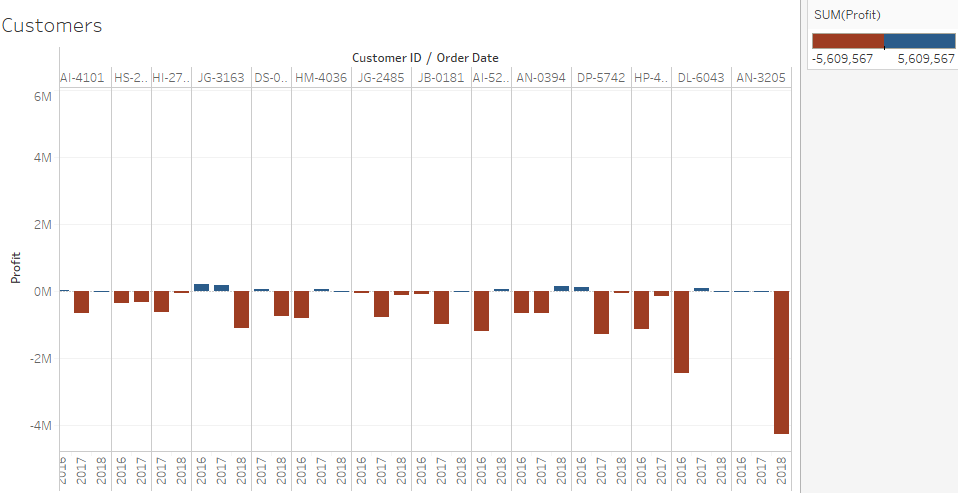 Customers
SUM(Profit)
-5,609,567 5,609,567
Customer ID / Order Date
AI-4101 HS-2.. HI-27.. JG-3163 DS-0.. HM-4036 JG-2485 JB-0181 AI-52.. AN-0394 DP-5742 HP-4.. DL-6043 AN-3205
6M
4M
2M
0M
-2M
-4M
Profit
2016 2017 2018 2016 2017 2017 2018 2016 2017 2018 2016 2018 2016 2017 2018 2016 2017 2018 2016 2017 2018 2016 2018 2016 2017 2018 2016 2017 2018 2016 2017 2016 2017 2018 2016 2017 2018